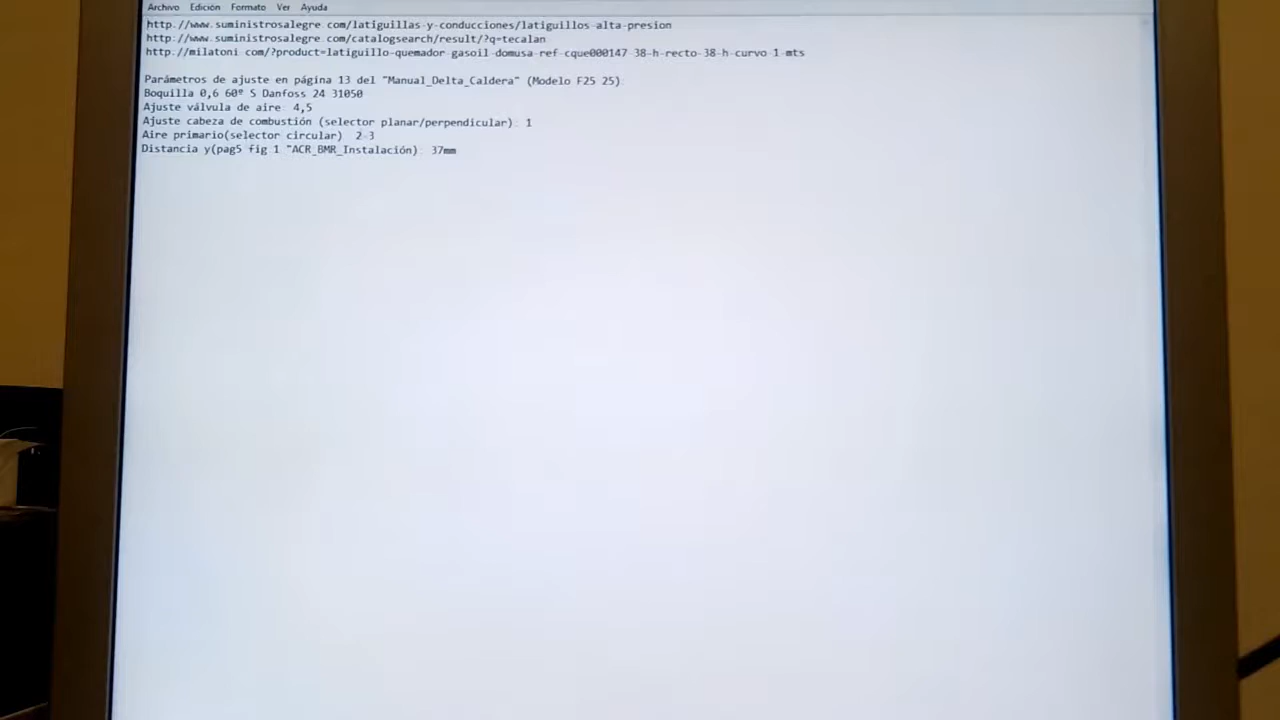 Archivo Edición Formato Ver Ayuda
http://www.suministrosalegre.com/latiguillas-y-conducciones/latiguillos-alta-presion
http://www.suministrosalegre.com/catalogsearch/result/?q=tecalan
http://milatoni.com/?product=latiguillo-quemador-gasoil-domusa-ref-cque000147-38-h-recto-38-h-curvo-1-mts
Parámetros de ajuste en página 13 del "Manual_Delta_Caldera" (Modelo F25 25):
Boquilla 0,6 60º S Danfoss 24 31050
Ajuste válvula de aire: 4,5
Ajuste cabeza de combustión (selector planar/perpendicular): 1
Aire primario(selector circular) 2-3
Distancia y(pag5 fig 1 "ACR_BMR_Instalación): 37mm